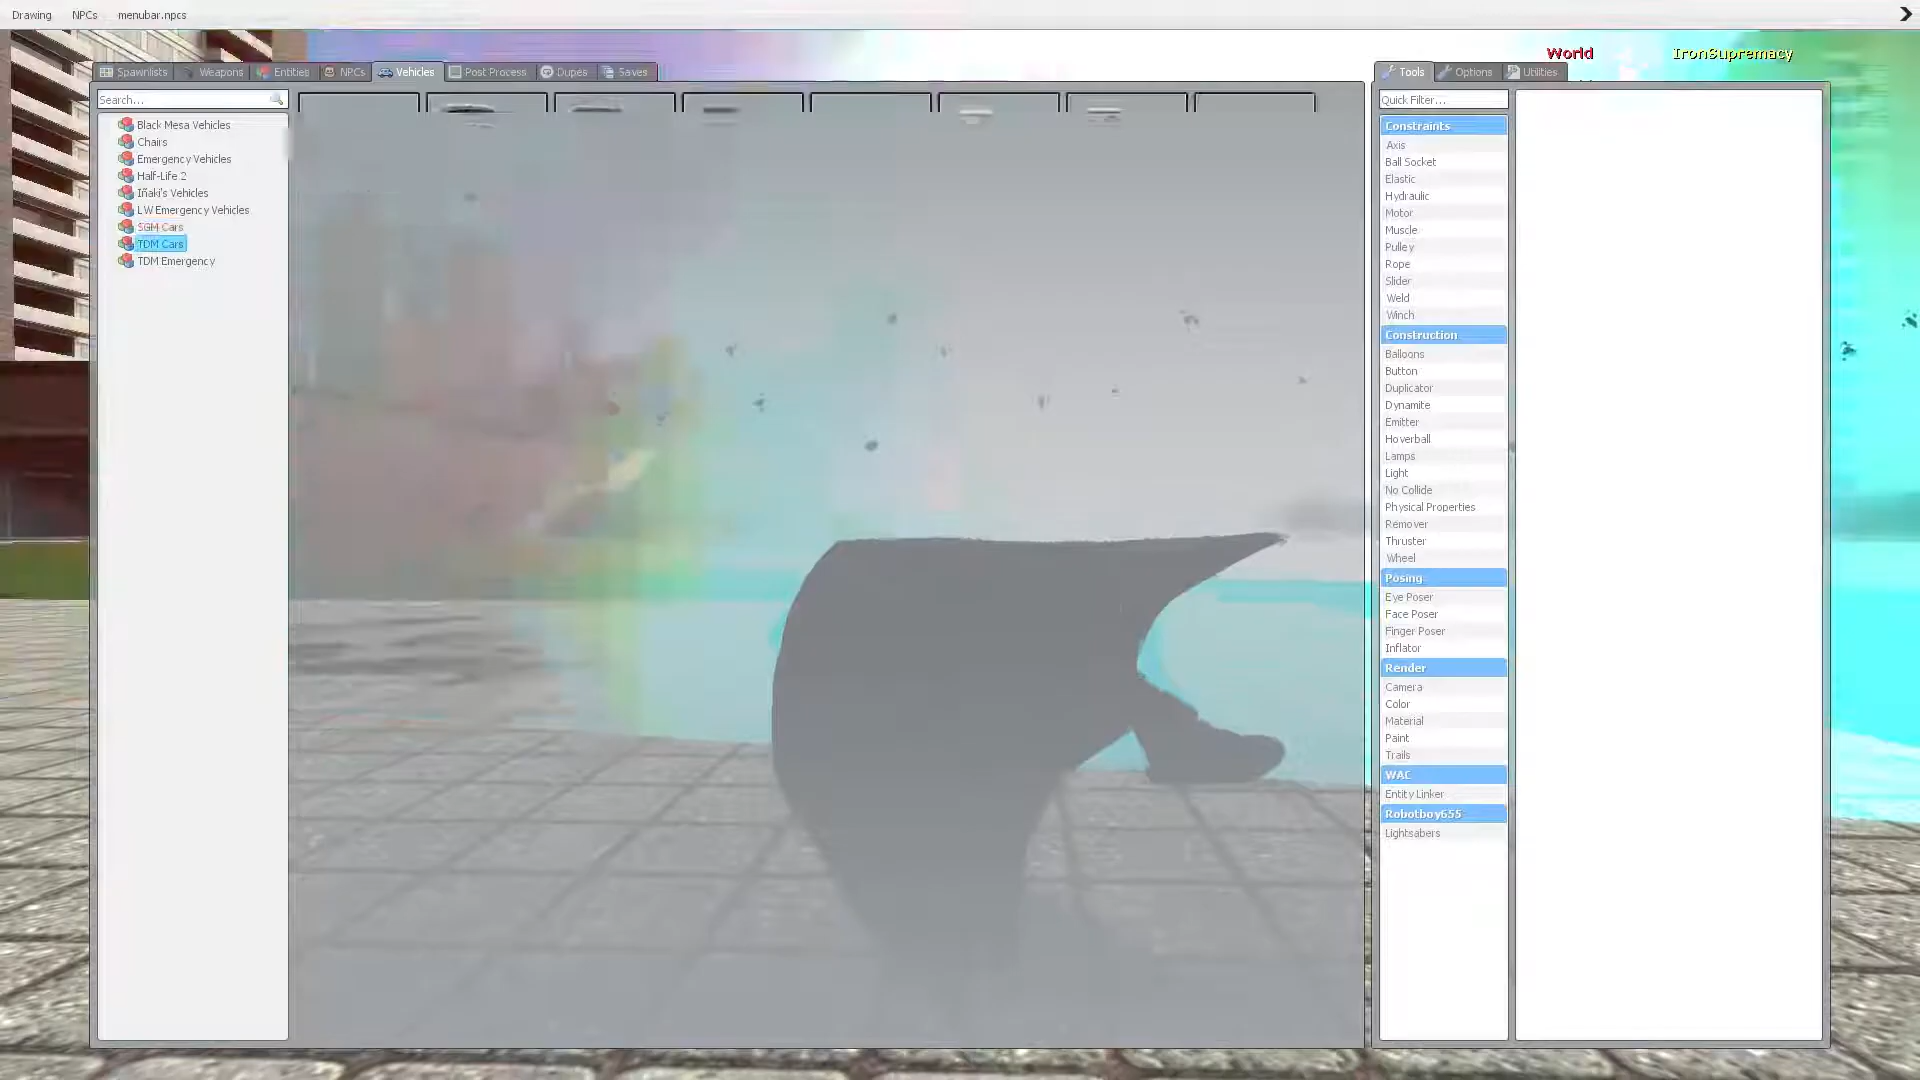 Drawing NPCs menubar.npcs
World IronSupremacy
Spawnlists Weapons Entities NPCs Vehicles Post Process Dupes Saves
Tools Options Utilities
Search...
Black Mesa Vehicles
Chairs
Emergency Vehicles
Half-Life 2
Iñaki's Vehicles
LW Emergency Vehicles
SGM Cars
TDM Cars
TDM Emergency
Quick Filter...
Constraints
Axis
Ball Socket
Elastic
Hydraulic
Motor
Muscle
Pulley
Rope
Slider
Weld
Winch
Construction
Balloons
Button
Duplicator
Dynamite
Emitter
Hoverball
Lamps
Light
No Collide
Physical Properties
Remover
Thruster
Wheel
Posing
Eye Poser
Face Poser
Finger Poser
Inflator
Render
Camera
Color
Material
Paint
Trails
WAC
Entity Linker
Robotboy655
Lightsabers